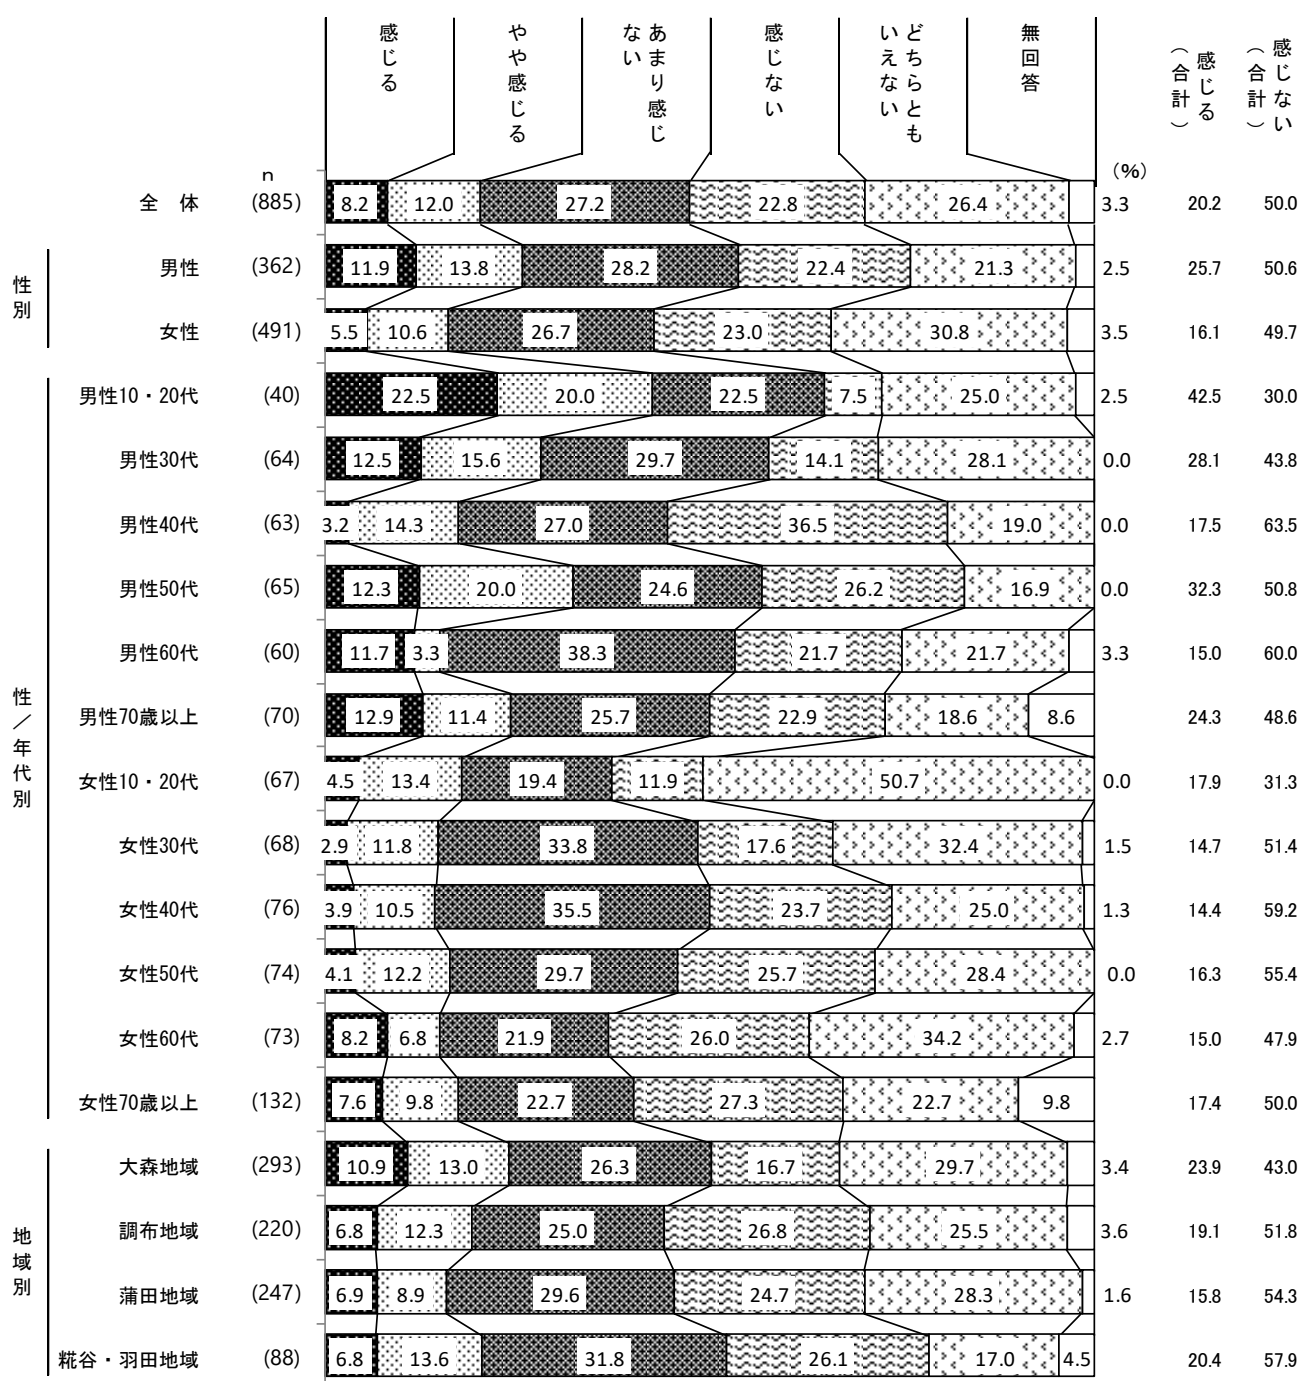 感じる
やや感じる
あまり感じ
ない
感じない
どちらとも
いえない
無回答
感じる
（合計）
感じない
（合計）
n
(%)
全　体 (885) 8.2 12.0 27.2 22.8 26.4 3.3 20.2 50.0
性別
男性 (362) 11.9 13.8 28.2 22.4 21.3 2.5 25.7 50.6
女性 (491) 5.5 10.6 26.7 23.0 30.8 3.5 16.1 49.7
性／年代別
男性10・20代 (40) 22.5 20.0 22.5 7.5 25.0 2.5 42.5 30.0
男性30代 (64) 12.5 15.6 29.7 14.1 28.1 0.0 28.1 43.8
男性40代 (63) 3.2 14.3 27.0 36.5 19.0 0.0 17.5 63.5
男性50代 (65) 12.3 20.0 24.6 26.2 16.9 0.0 32.3 50.8
男性60代 (60) 11.7 3.3 38.3 21.7 21.7 3.3 15.0 60.0
男性70歳以上 (70) 12.9 11.4 25.7 22.9 18.6 8.6 24.3 48.6
女性10・20代 (67) 4.5 13.4 19.4 11.9 50.7 0.0 17.9 31.3
女性30代 (68) 2.9 11.8 33.8 17.6 32.4 1.5 14.7 51.4
女性40代 (76) 3.9 10.5 35.5 23.7 25.0 1.3 14.4 59.2
女性50代 (74) 4.1 12.2 29.7 25.7 28.4 0.0 16.3 55.4
女性60代 (73) 8.2 6.8 21.9 26.0 34.2 2.7 15.0 47.9
女性70歳以上 (132) 7.6 9.8 22.7 27.3 22.7 9.8 17.4 50.0
地域別
大森地域 (293) 10.9 13.0 26.3 16.7 29.7 3.4 23.9 43.0
調布地域 (220) 6.8 12.3 25.0 26.8 25.5 3.6 19.1 51.8
蒲田地域 (247) 6.9 8.9 29.6 24.7 28.3 1.6 15.8 54.3
糀谷・羽田地域 (88) 6.8 13.6 31.8 26.1 17.0 4.5 20.4 57.9